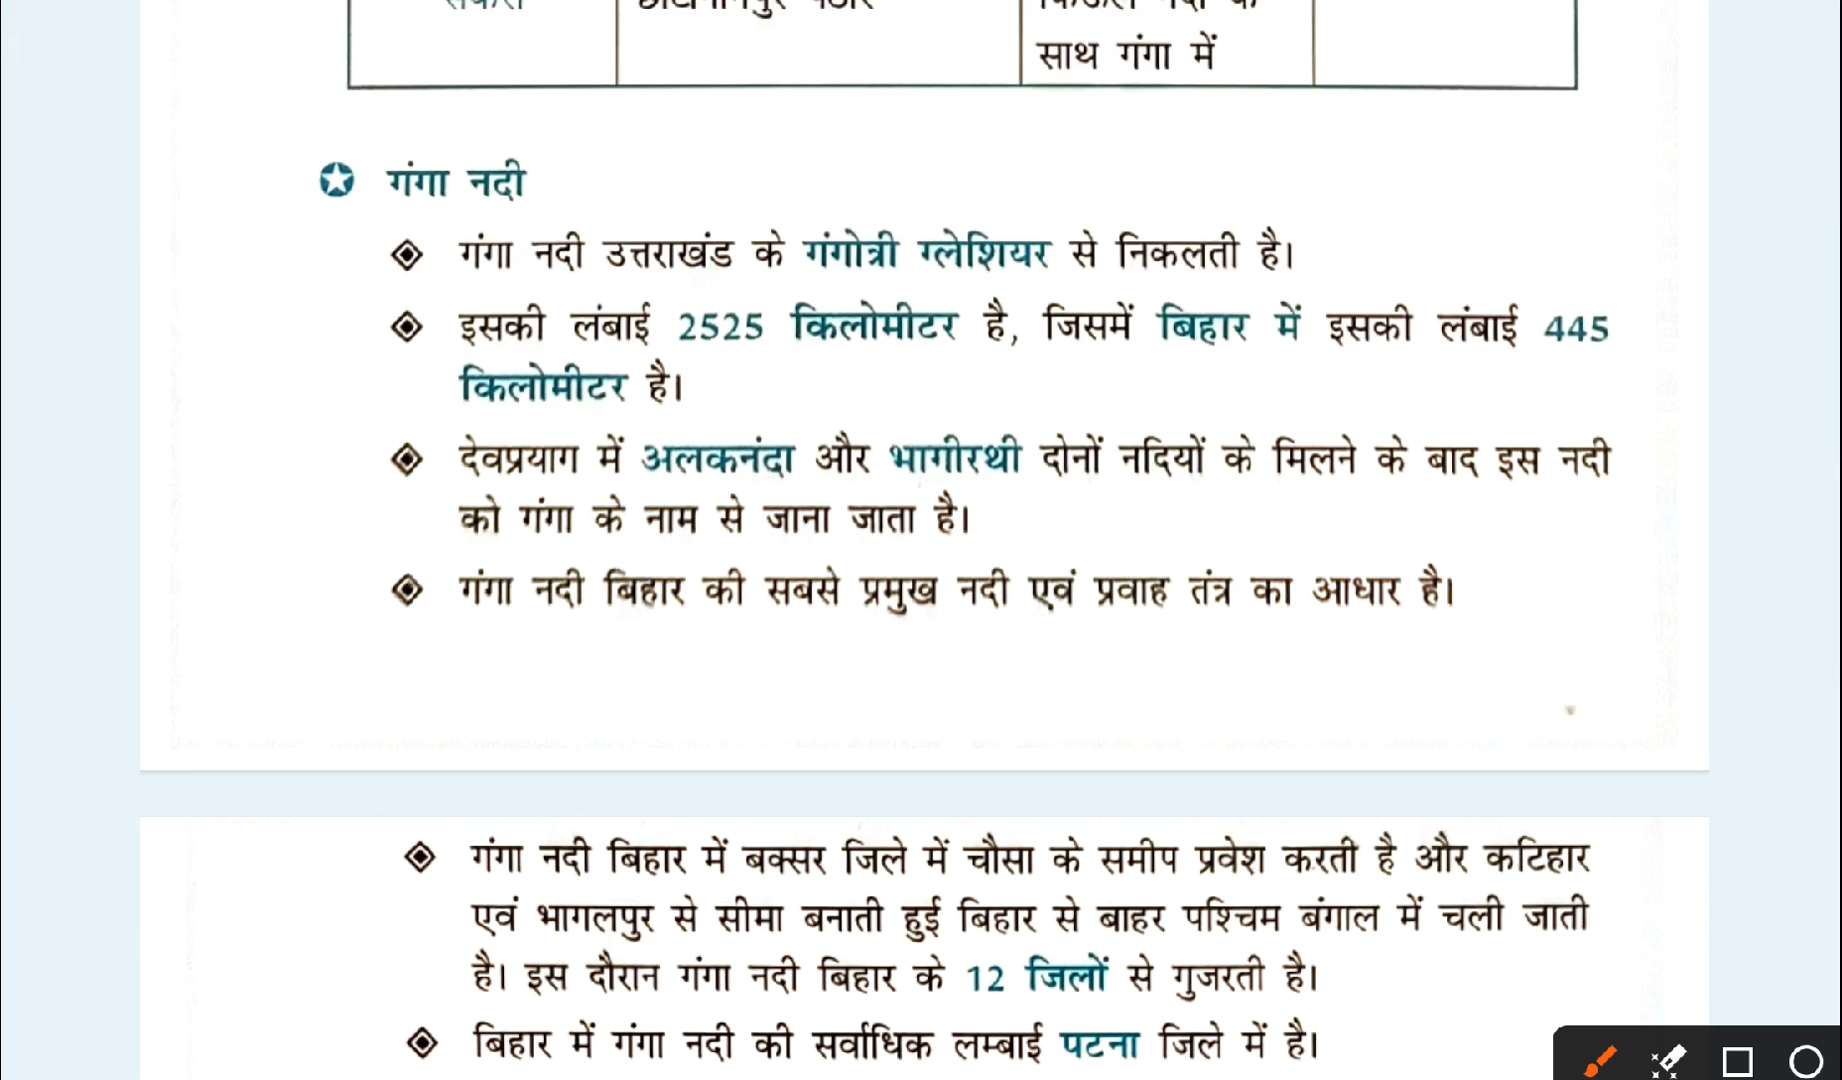 साथ गंगा में
गंगा नदी
गंगा नदी उत्तराखंड के गंगोत्री ग्लेशियर से निकलती है।
इसकी लंबाई 2525 किलोमीटर है, जिसमें बिहार में इसकी लंबाई 445
किलोमीटर है।
देवप्रयाग में अलकनंदा और भागीरथी दोनों नदियों के मिलने के बाद इस नदी
को गंगा के नाम से जाना जाता है।
गंगा नदी बिहार की सबसे प्रमुख नदी एवं प्रवाह तंत्र का आधार है।
गंगा नदी बिहार में बक्सर जिले में चौसा के समीप प्रवेश करती है और कटिहार
एवं भागलपुर से सीमा बनाती हुई बिहार से बाहर पश्चिम बंगाल में चली जाती
है। इस दौरान गंगा नदी बिहार के 12 जिलों से गुजरती है।
बिहार में गंगा नदी की सर्वाधिक लम्बाई पटना जिले में है।